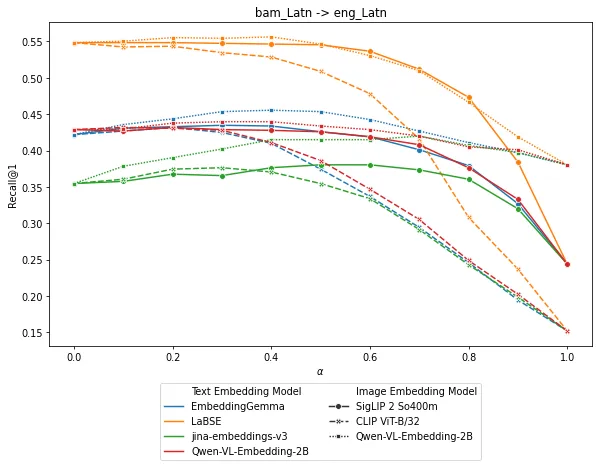 bam_Latn -> eng_Latn
Recall@1
0.55
0.50
0.45
0.40
0.35
0.30
0.25
0.20
0.15
0.0
0.2
0.4
0.6
0.8
1.0
α
Text Embedding Model
EmbeddingGemma
LaBSE
jina-embeddings-v3
Qwen-VL-Embedding-2B
Image Embedding Model
SigLIP 2 So400m
CLIP ViT-B/32
Qwen-VL-Embedding-2B